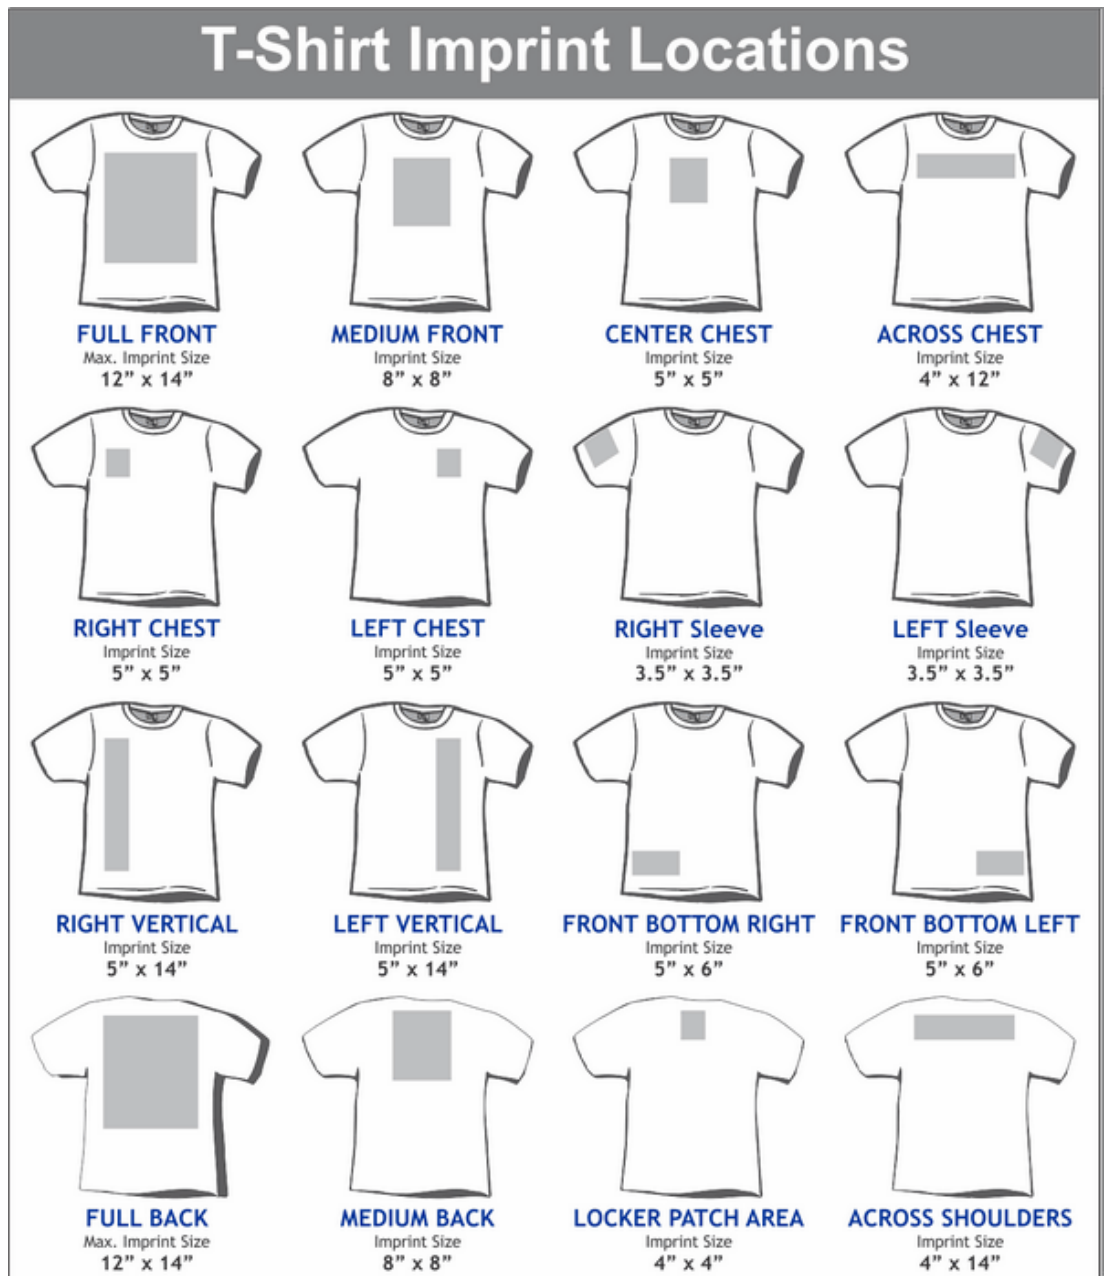 T-Shirt Imprint Locations
FULL FRONT
Max. Imprint Size
12” x 14”
MEDIUM FRONT
Imprint Size
8” x 8”
CENTER CHEST
Imprint Size
5” x 5”
ACROSS CHEST
Imprint Size
4” x 12”
RIGHT CHEST
Imprint Size
5” x 5”
LEFT CHEST
Imprint Size
5” x 5”
RIGHT Sleeve
Imprint Size
3.5” x 3.5”
LEFT Sleeve
Imprint Size
3.5” x 3.5”
RIGHT VERTICAL
Imprint Size
5” x 14”
LEFT VERTICAL
Imprint Size
5” x 14”
FRONT BOTTOM RIGHT
Imprint Size
5” x 6”
FRONT BOTTOM LEFT
Imprint Size
5” x 6”
FULL BACK
Max. Imprint Size
12” x 14”
MEDIUM BACK
Imprint Size
8” x 8”
LOCKER PATCH AREA
Imprint Size
4” x 4”
ACROSS SHOULDERS
Imprint Size
4” x 14”